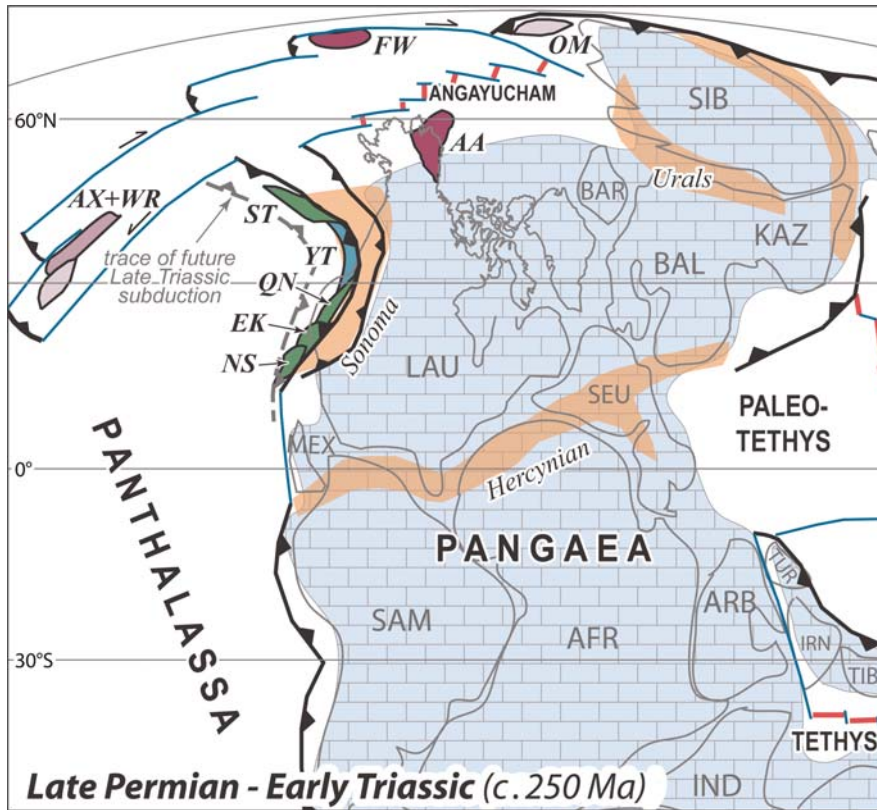 FW
OM
ANGAYUCHAM
SIB
60°N
AA
BAR
Urals
AX+WR
ST
trace of future
Late Triassic
subduction
YT
KAZ
BAL
QN
EK
Sonoma
NS
LAU
SEU
PALEO-
TETHYS
MEX
0°
Hercynian
PANTHALASSA
PANGAEA
TUR
ARB
SAM
AFR
IRN
30°S
TIB
TETHYS
IND
Late Permian - Early Triassic (c. 250 Ma)